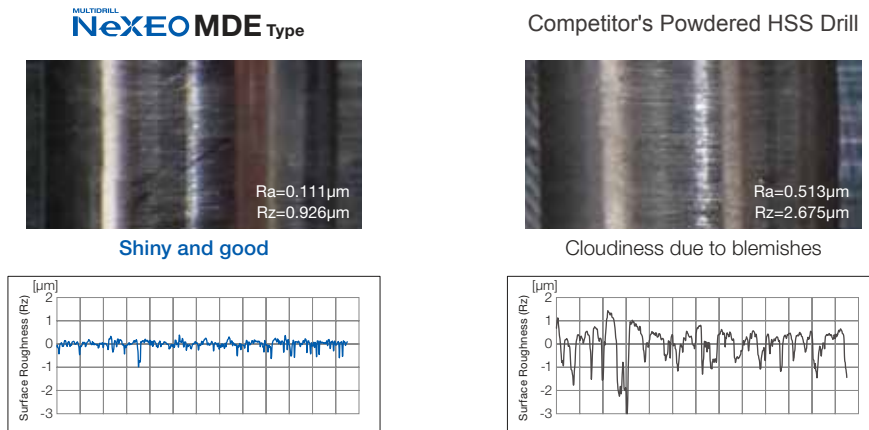 MULTIDRILL
NeXEO MDE Type
Ra=0.111µm
Rz=0.926µm
Shiny and good
[µm]
2
1
0
-1
-2
-3
Surface Roughness (Rz)
Competitor's Powdered HSS Drill
Ra=0.513µm
Rz=2.675µm
Cloudiness due to blemishes
[µm]
2
1
0
-1
-2
-3
Surface Roughness (Rz)